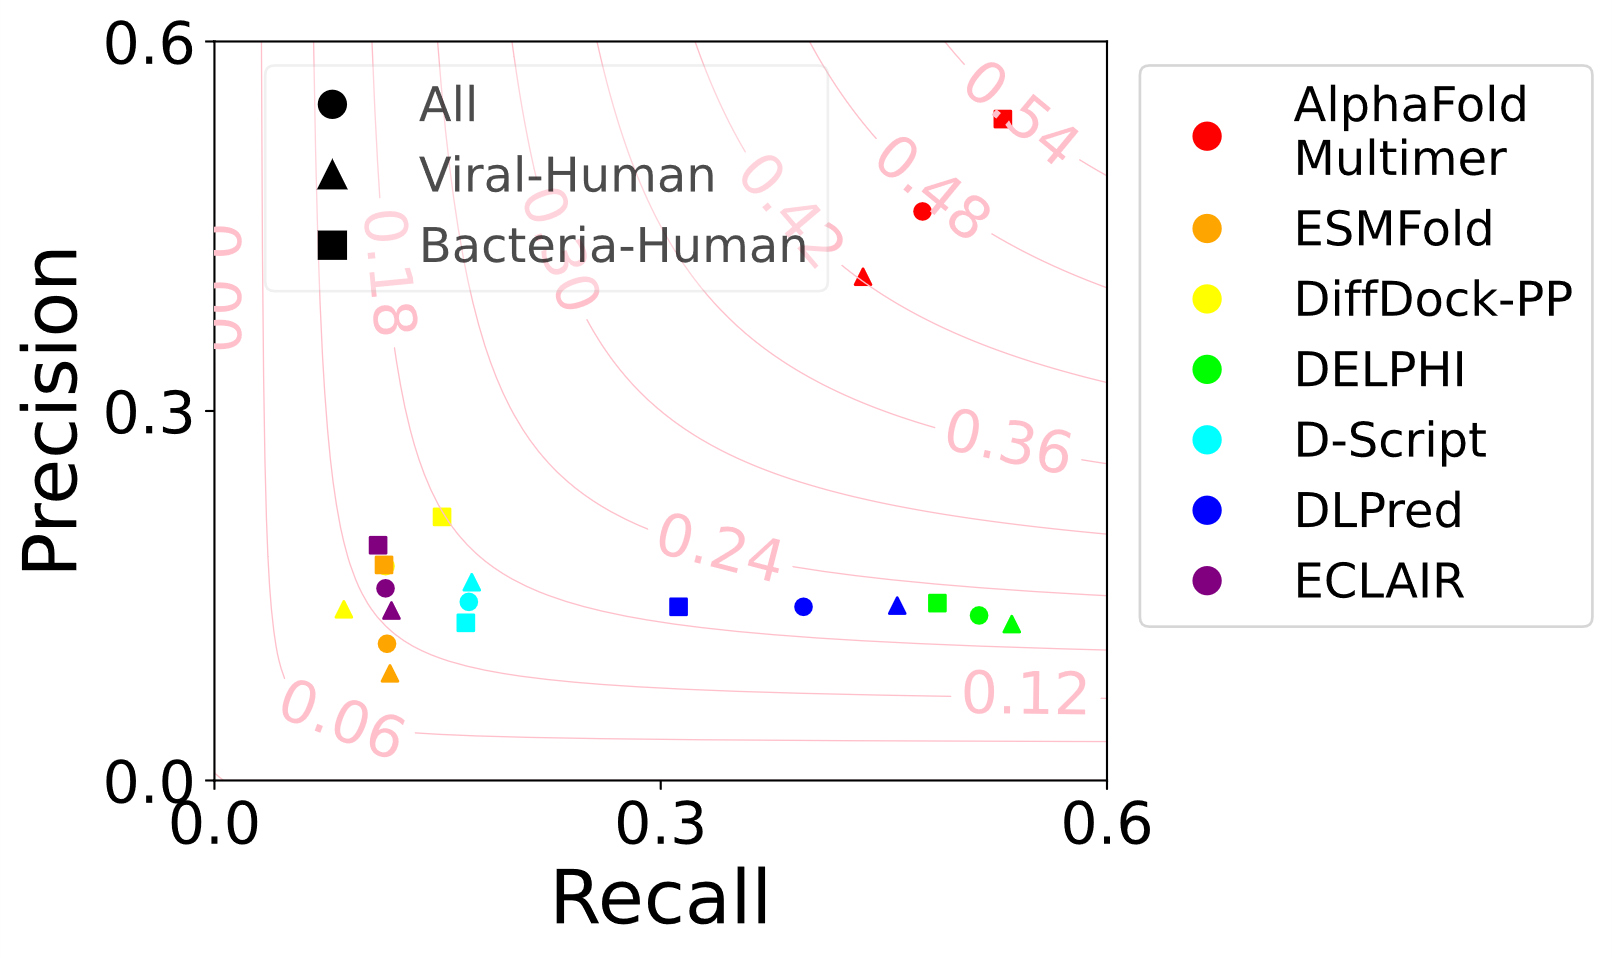 0.6
0.3
0.0
Precision
0.0
0.3
0.6
Recall
All
Viral-Human
Bacteria-Human
0.00
0.06
0.12
0.18
0.24
0.30
0.36
0.42
0.48
0.54
AlphaFold
Multimer
ESMFold
DiffDock-PP
DELPHI
D-Script
DLPred
ECLAIR